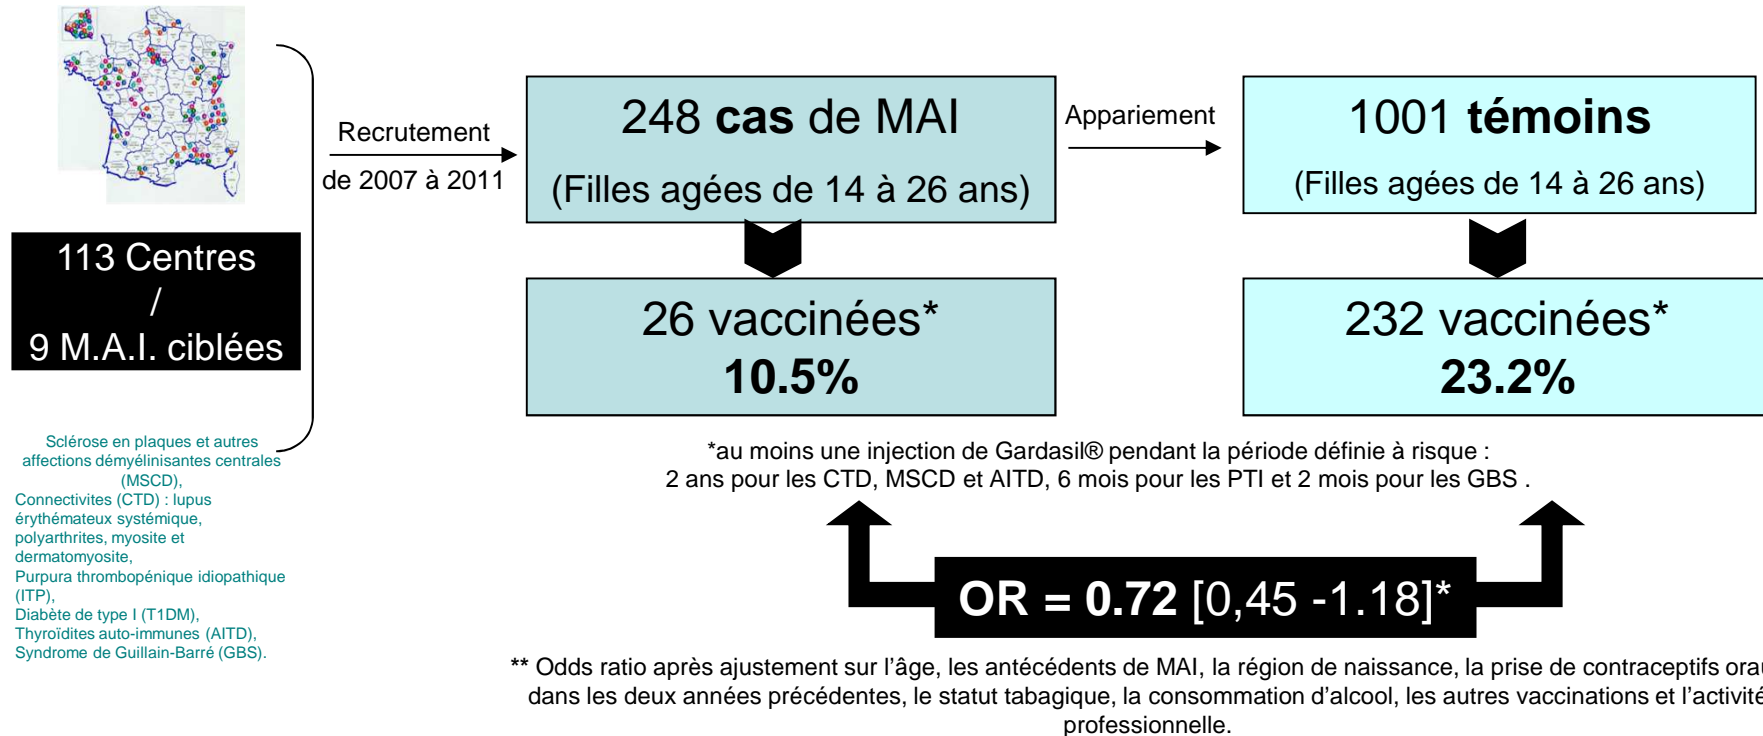 113 Centres
/
9 M.A.I. ciblées
Sclérose en plaques et autres
affections démyélinisantes centrales
(MSCD),
Connectivites (CTD) : lupus
érythémateux systémique,
polyarthrites, myosite et
dermatomyosite,
Purpura thrombopénique idiopathique
(ITP),
Diabète de type I (T1DM),
Thyroïdites auto-immunes (AITD),
Syndrome de Guillain-Barré (GBS).
Recrutement
de 2007 à 2011
248 cas de MAI
(Filles agées de 14 à 26 ans)
Appariement
1001 témoins
(Filles agées de 14 à 26 ans)
26 vaccinées*
10.5%
232 vaccinées*
23.2%
*au moins une injection de Gardasil® pendant la période définie à risque :
2 ans pour les CTD, MSCD et AITD, 6 mois pour les PTI et 2 mois pour les GBS .
OR = 0.72 [0,45 -1.18]*
** Odds ratio après ajustement sur l'âge, les antécédents de MAI, la région de naissance, la prise de contraceptifs orau
dans les deux années précédentes, le statut tabagique, la consommation d'alcool, les autres vaccinations et l'activité
professionnelle.